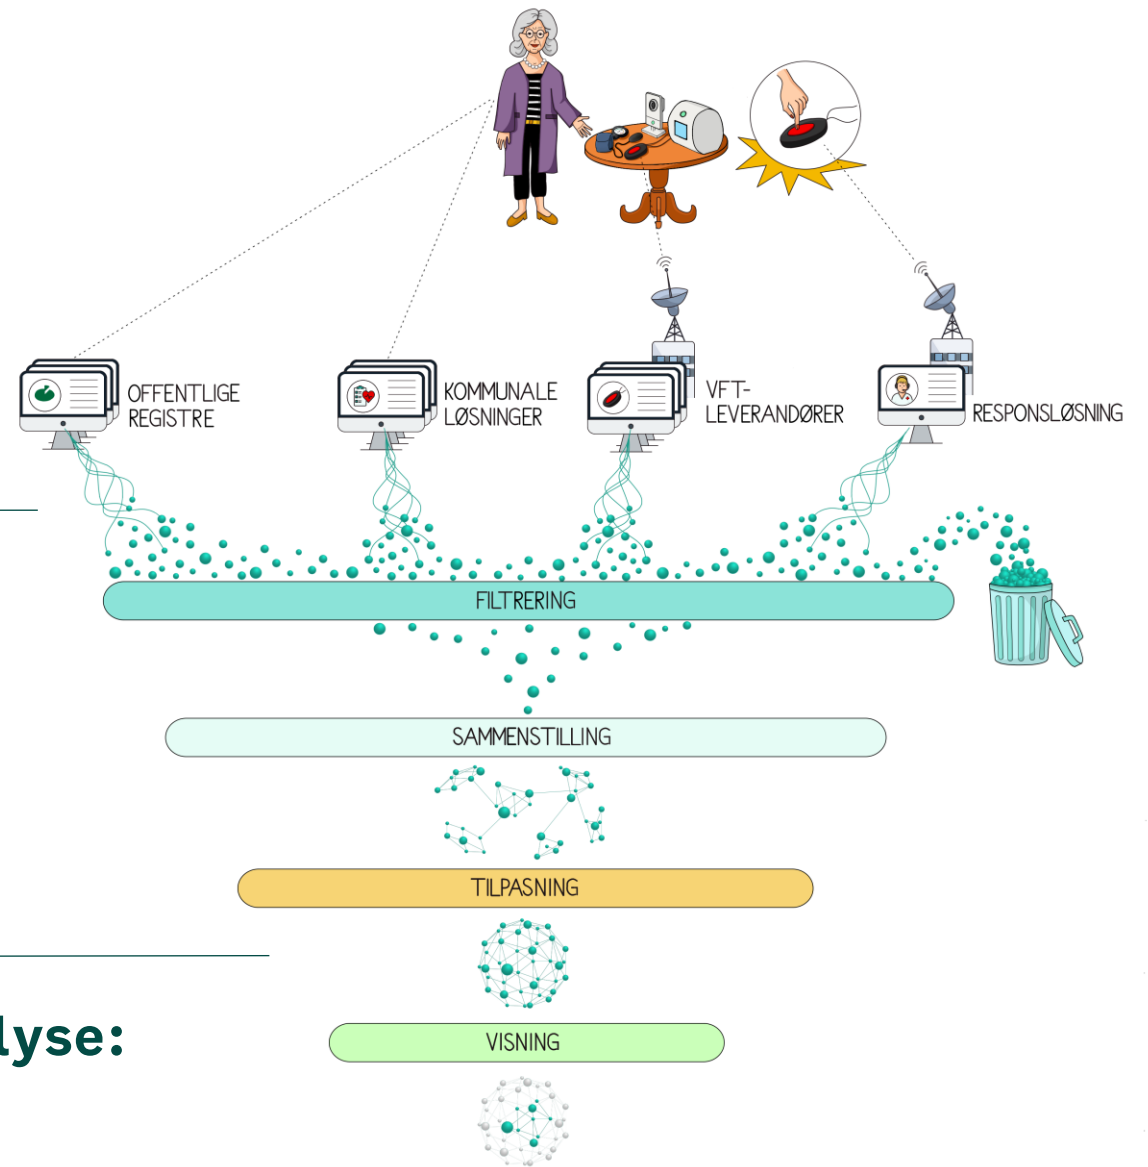 OFFENTLIGE
REGISTRE
KOMMUNALE
LØSNINGER
VFT-
LEVERANDØRER
RESPONSLØSNING
FILTRERING
SAMMENSTILLING
TILPASNING
lyse:
VISNING